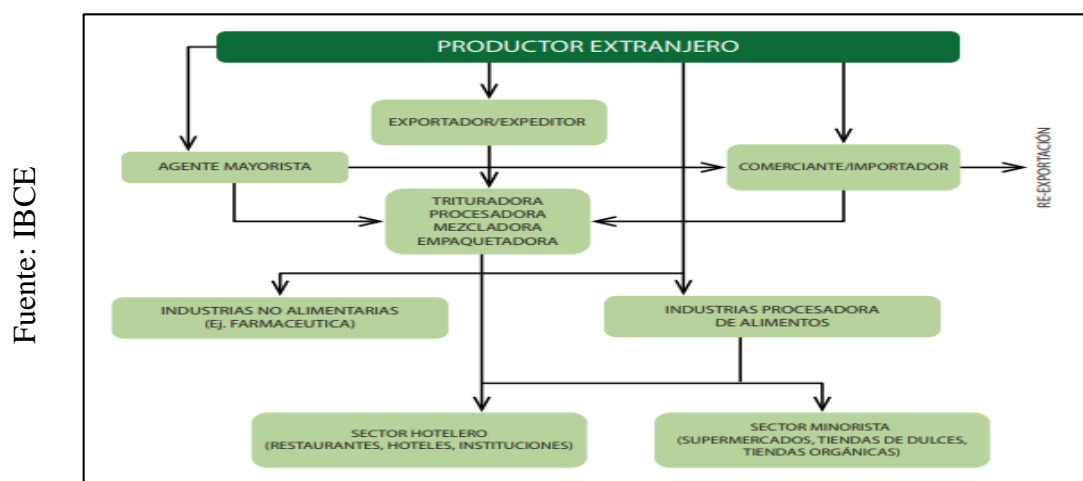 Fuente: IBCE
PRODUCTOR EXTRANJERO
EXPORTADOR/EXPEDITOR
AGENTE MAYORISTA
COMERCIANTE/IMPORTADOR
RE-EXPORTACIÓN
TRITURADORA
PROCESADORA
MEZCLADORA
EMPAQUETADORA
INDUSTRIAS NO ALIMENTARIAS
(Ej. FARMACEUTICA)
INDUSTRIAS PROCESADORA
DE ALIMENTOS
SECTOR HOTELERO
(RESTAURANTES, HOTELES, INSTITUCIONES)
SECTOR MINORISTA
(SUPERMERCADOS, TIENDAS DE DULCES,
TIENDAS ORGÁNICAS)